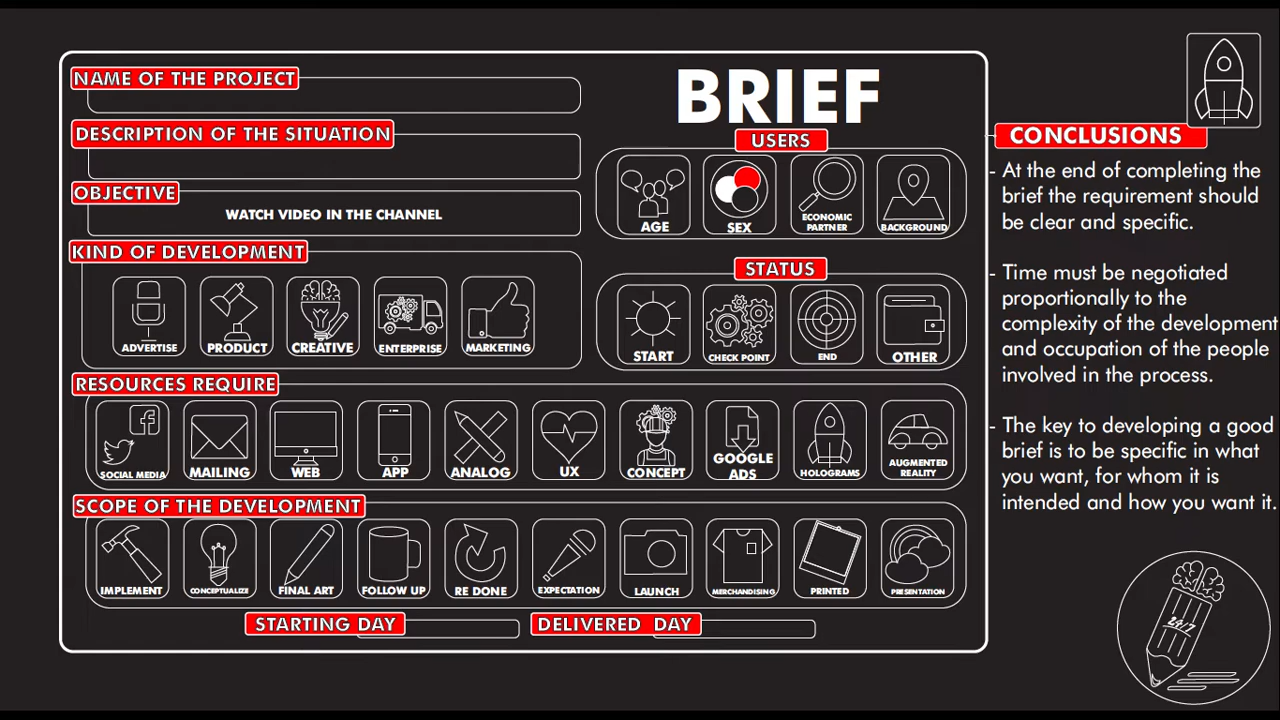 NAME OF THE PROJECT
DESCRIPTION OF THE SITUATION
OBJECTIVE
WATCH VIDEO IN THE CHANNEL
KIND OF DEVELOPMENT
ADVERTISE
PRODUCT
CREATIVE
ENTERPRISE
MARKETING
BRIEF
USERS
AGE
SEX
ECONOMIC
PARTNER
BACKGROUND
STATUS
START
CHECK POINT
END
OTHER
RESOURCES REQUIRE
SOCIAL MEDIA
MAILING
WEB
APP
ANALOG
UX
CONCEPT
GOOGLE
ADS
HOLOGRAMS
AUGMENTED
REALITY
SCOPE OF THE DEVELOPMENT
IMPLEMENT
CONCEPTUALIZE
FINAL ART
FOLLOW UP
RE DONE
EXPECTATION
LAUNCH
MERCHANDISING
PRINTED
PRESENTATION
STARTING DAY
DELIVERED DAY
CONCLUSIONS
- At the end of completing the
brief the requirement should
be clear and specific.
- Time must be negotiated
proportionally to the
complexity of the development
and occupation of the people
involved in the process.
- The key to developing a good
brief is to be specific in what
you want, for whom it is
intended and how you want it.
24/7